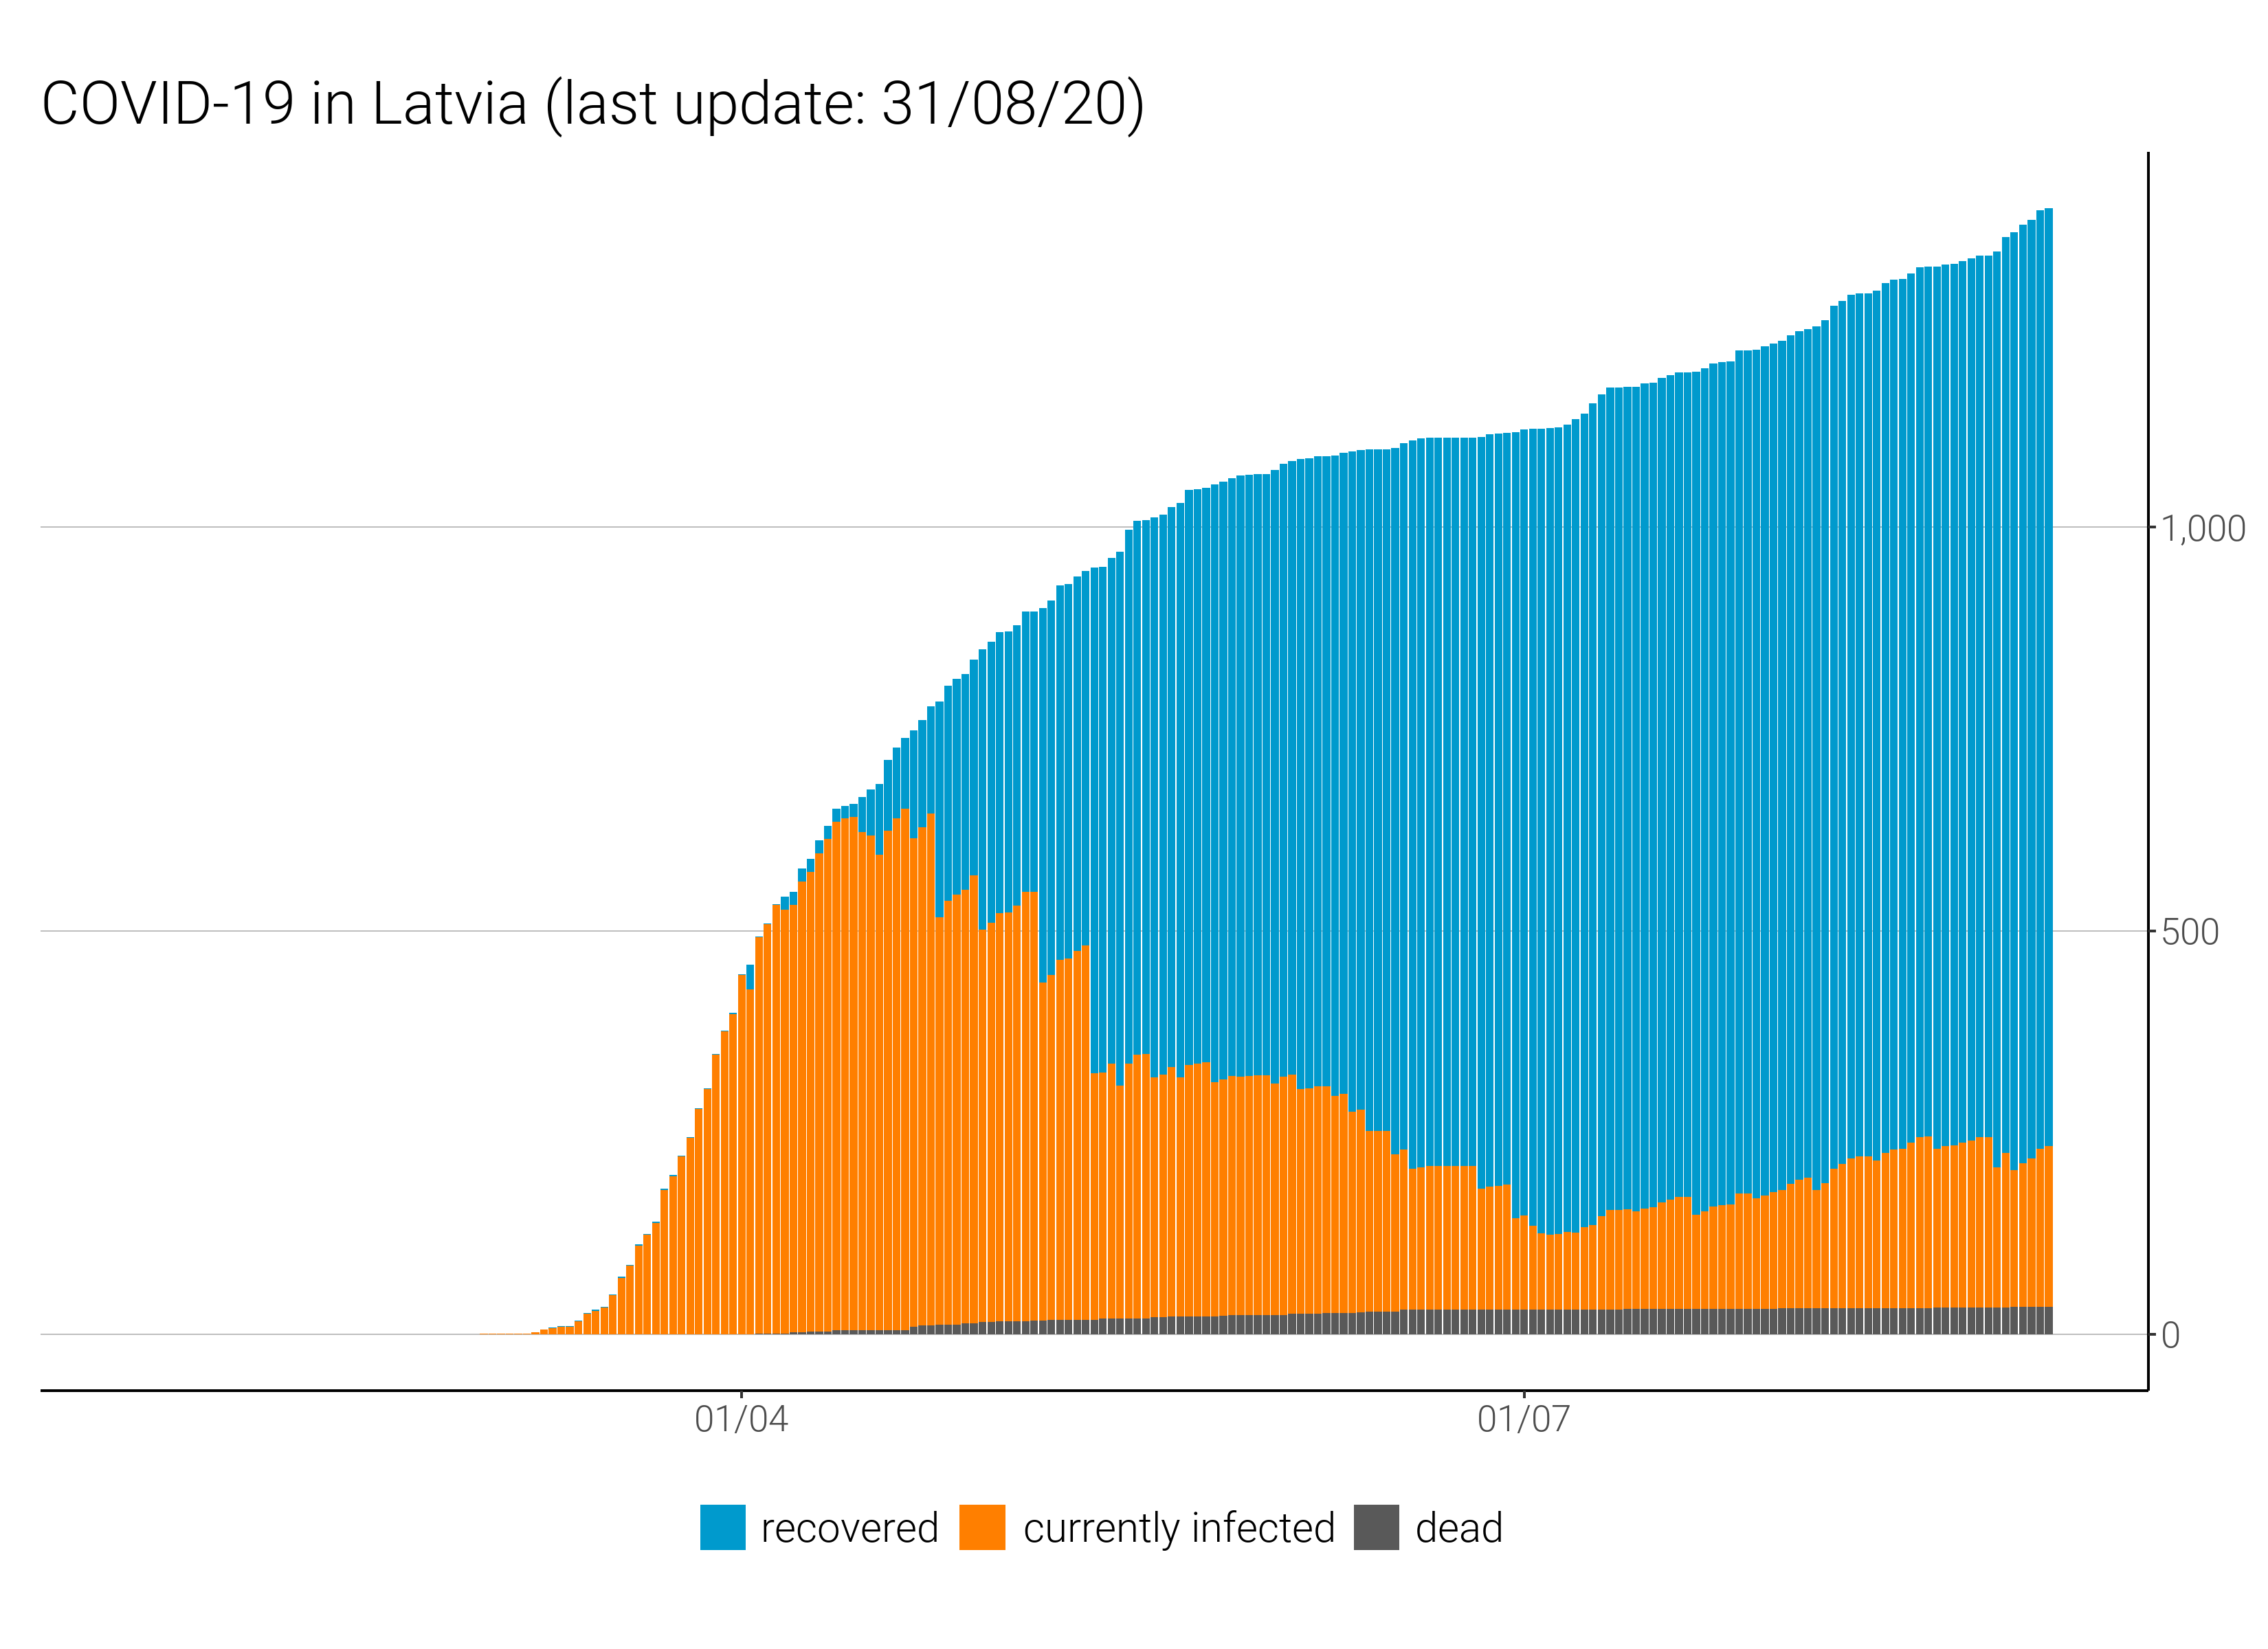 COVID-19 in Latvia (last update: 31/08/20)
1,000
500
0
01/04 01/07
recovered currently infected dead